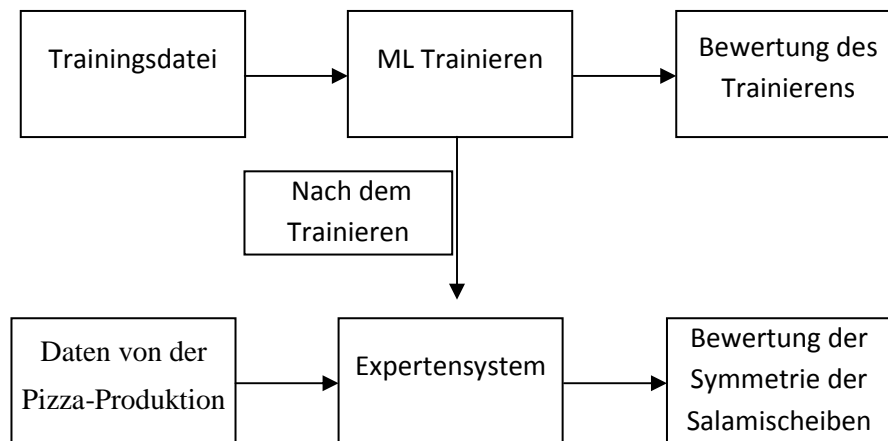 Trainingsdatei
ML Trainieren
Bewertung des
Trainierens
Nach dem
Trainieren
Daten von der
Pizza-Produktion
Expertensystem
Bewertung der
Symmetrie der
Salamischeiben